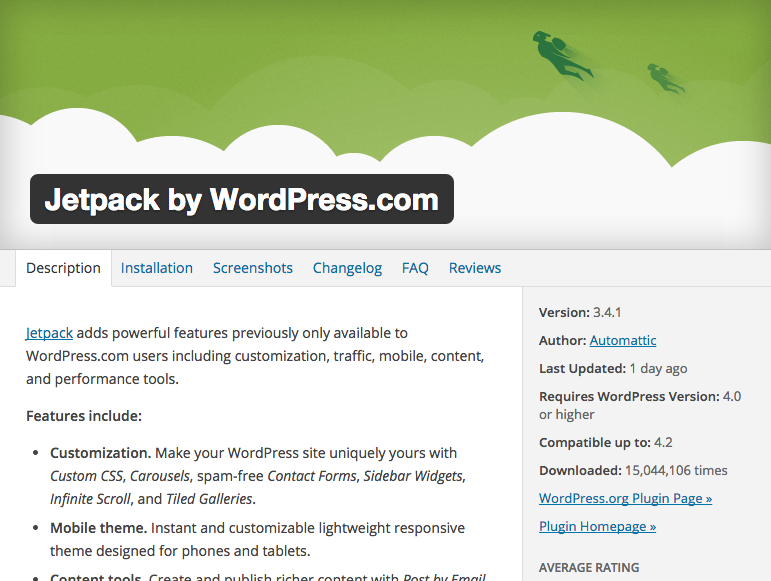 Jetpack by WordPress.com
Description Installation Screenshots Changelog FAQ Reviews
Jetpack adds powerful features previously only available to
WordPress.com users including customization, traffic, mobile, content,
and performance tools.
Features include:
• Customization. Make your WordPress site uniquely yours with
Custom CSS, Carousels, spam-free Contact Forms, Sidebar Widgets,
Infinite Scroll, and Tiled Galleries.
• Mobile theme. Instant and customizable lightweight responsive
theme designed for phones and tablets.
• Content tools. Create and publish richer content with Post by Email,
Version: 3.4.1
Author: Automattic
Last Updated: 1 day ago
Requires WordPress Version: 4.0
or higher
Compatible up to: 4.2
Downloaded: 15,044,106 times
WordPress.org Plugin Page »
Plugin Homepage »
AVERAGE RATING